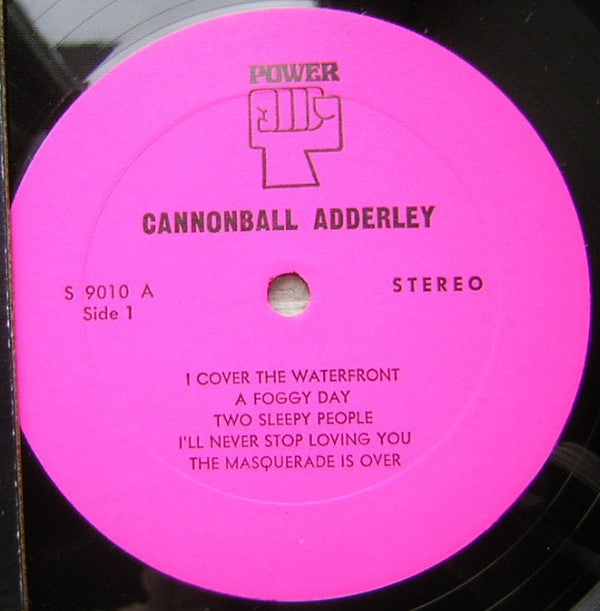 POWER
CANNONBALL ADDERLEY
S 9010 A
Side 1
STEREO
I COVER THE WATERFRONT
A FOGGY DAY
TWO SLEEPY PEOPLE
I'LL NEVER STOP LOVING YOU
THE MASQUERADE IS OVER